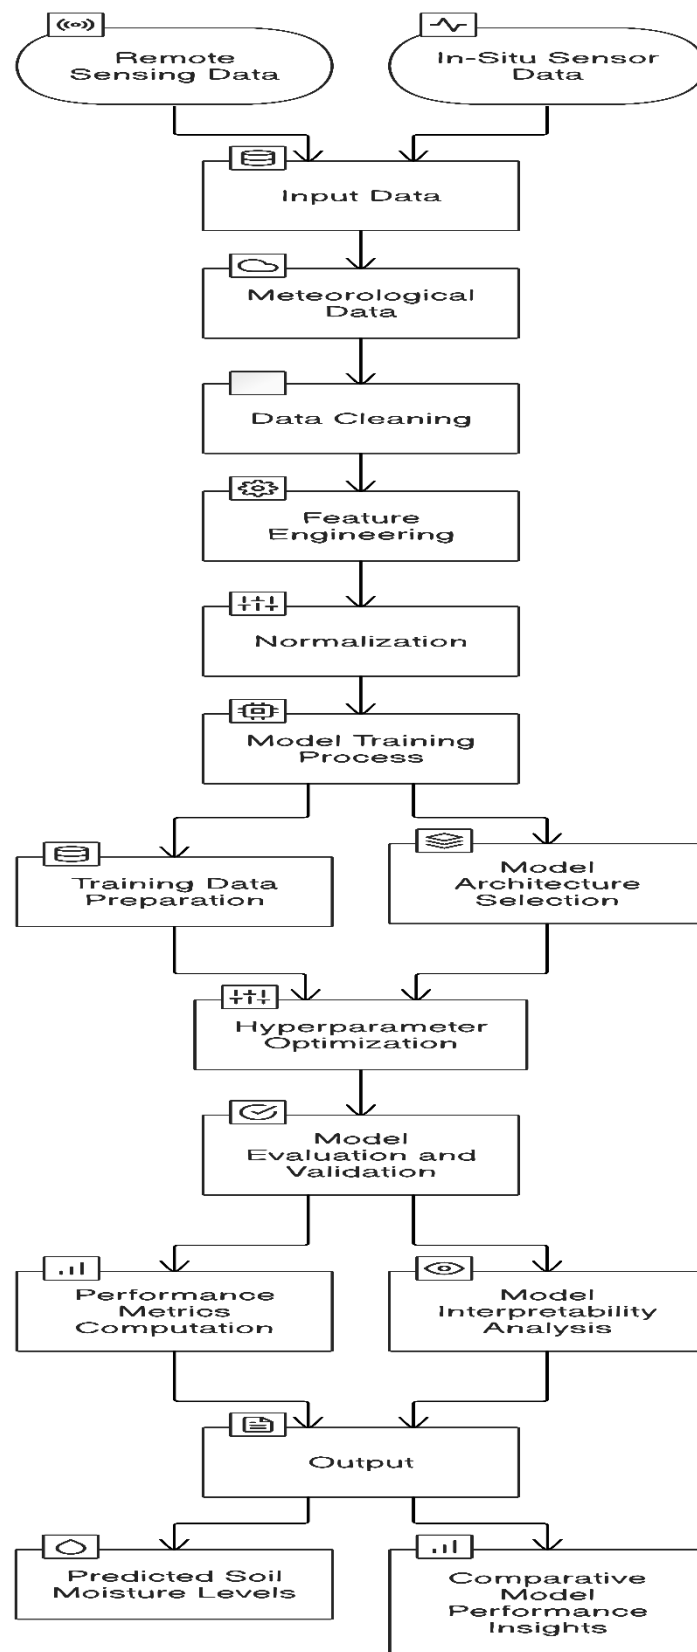 Remote
Sensing Data
In-Situ Sensor
Data
Input Data
Meteorological
Data
Data Cleaning
Feature
Engineering
Normalization
Model Training
Process
Training Data
Preparation
Model
Architecture
Selection
Hyperparameter
Optimization
Model
Evaluation and
Validation
Performance
Metrics
Computation
Model
Interpretability
Analysis
Output
Predicted Soil
Moisture Levels
Comparative
Model
Performance
Insights